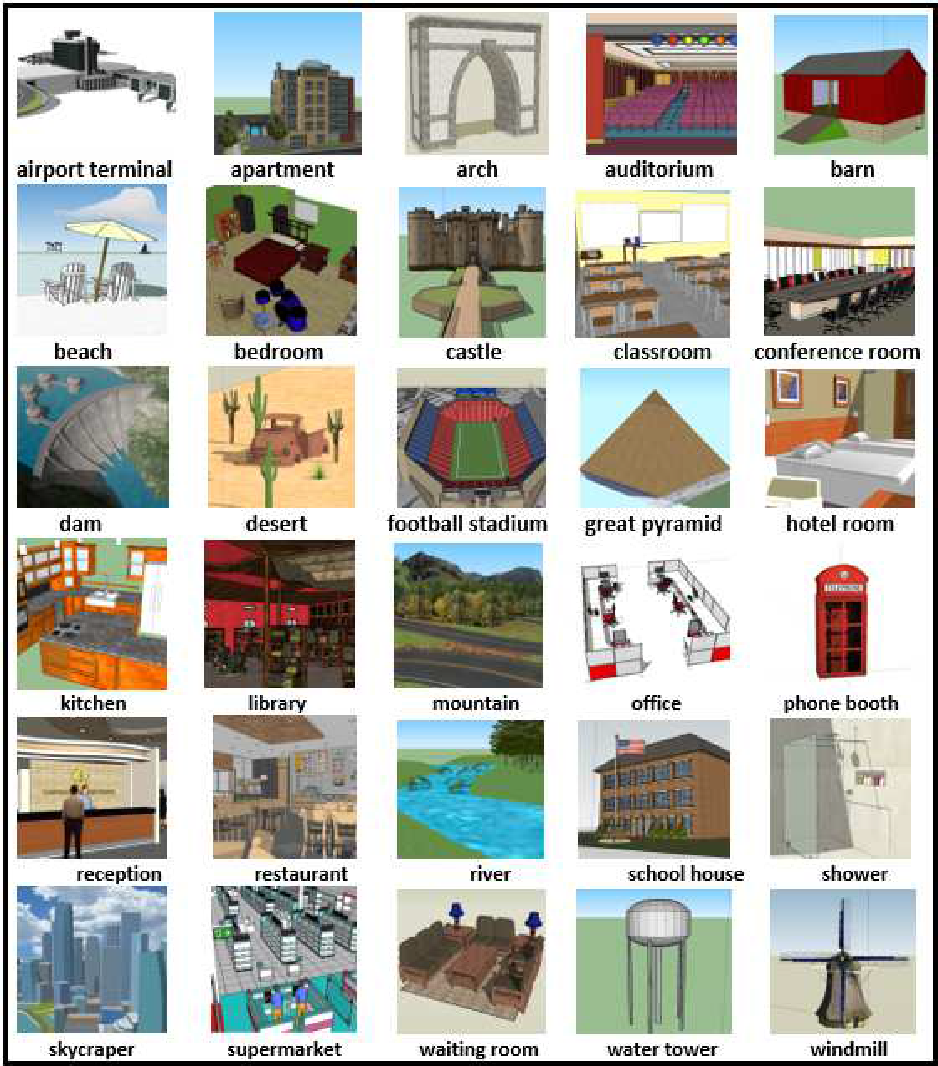 airport terminal
apartment
arch
auditorium
barn
beach
bedroom
castle
classroom
conference room
dam
desert
football stadium
great pyramid
hotel room
kitchen
library
mountain
office
TELEPHONE
phone booth
reception
restaurant
river
school house
shower
skycraper
supermarket
waiting room
water tower
windmill